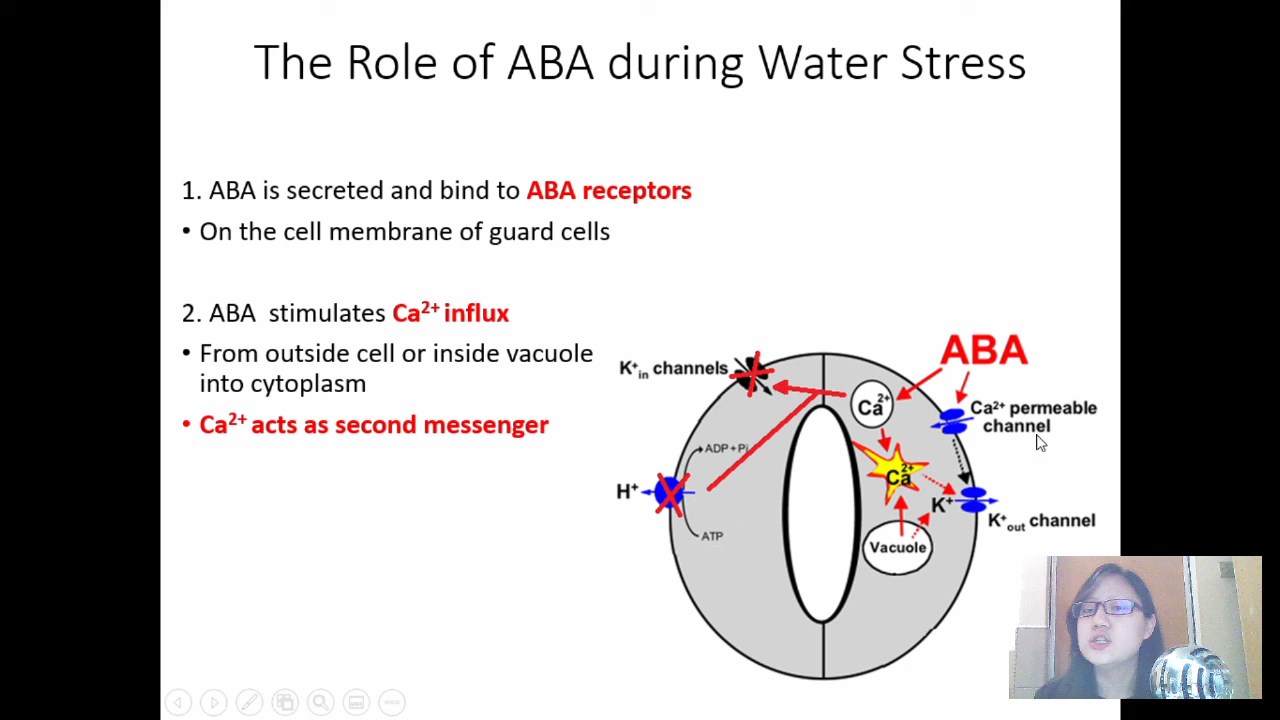 The Role of ABA during Water Stress
1. ABA is secreted and bind to ABA receptors
• On the cell membrane of guard cells
2. ABA stimulates Ca²⁺ influx
• From outside cell or inside vacuole
into cytoplasm
• Ca²⁺ acts as second messenger
ABA
K⁺in channels
Ca²⁺
Ca²⁺ permeable
channel
ADP + Pi
Ca²⁺
H⁺
K⁺
K⁺out channel
ATP
Vacuole